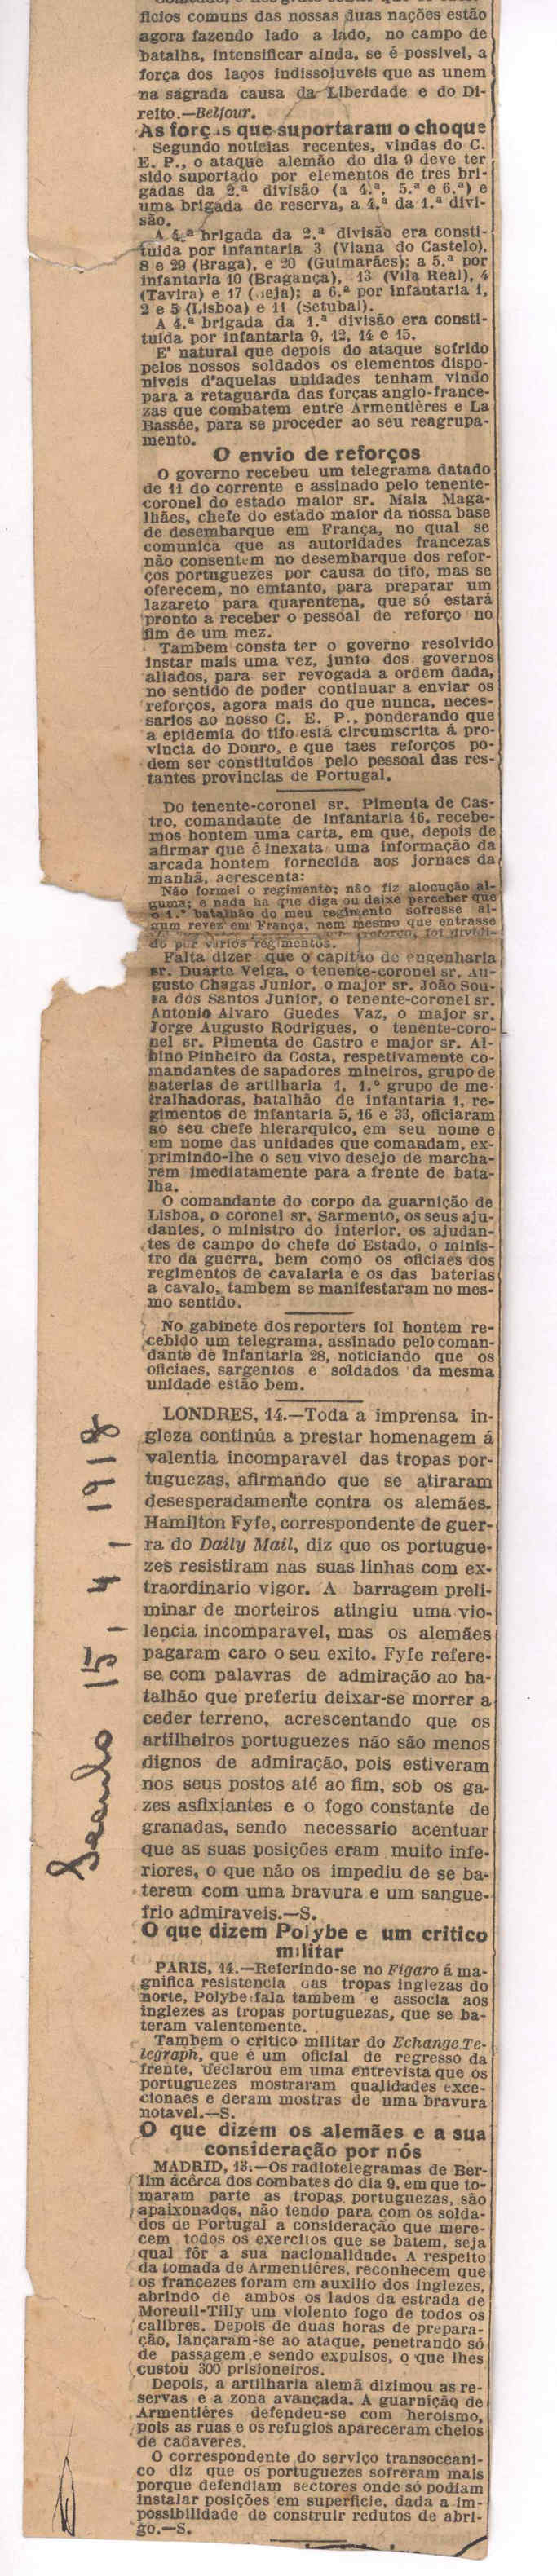 ficios comuns das nossas duas nações estão
agora fazendo lado a lado, no campo de
batalha, intensificar ainda, se é possivel, a
força dos laços indissoluveis que as unem
na sagrada causa da Liberdade e do Di-
reito.—Belfour.
As forças que suportaram o choque
Segundo noticias recentes, vindas do C.
E. P., o ataque alemão do dia 9 deve ter
sido suportado por elementos de tres bri-
gadas da 2.ª divisão (a 4.ª, 5.ª e 6.ª) e
uma brigada de reserva, a 4.ª da 1.ª divi-
são.
A 4.ª brigada da 2.ª divisão era consti-
tuida por infantaria 3 (Viana do Castelo),
8 e 29 (Braga), e 20 (Guimarães); a 5.ª por
infantaria 10 (Bragança), 13 (Vila Real), 4
(Tavira) e 17 (eja); a 6.ª por infantaria 1,
2 e 5 (Lisboa) e 11 (Setubal).
A 4.ª brigada da 1.ª divisão era consti-
tuida por infantaria 9, 12, 14 e 15.
E' natural que depois do ataque sofrido
pelos nossos soldados os elementos dispo-
niveis d'aquelas unidades tenham vindo
para a retaguarda das forças anglo-france-
zas que combatem entre Armentières e La
Bassée, para se proceder ao seu reagrupa-
mento.
O envio de reforços
O governo recebeu um telegrama datado
de 11 do corrente e assinado pelo tenente-
coronel do estado maior sr. Maia Maga-
lhães, chefe do estado maior da nossa base
de desembarque em França, no qual se
comunica que as autoridades francezas
não consentem no desembarque dos refor-
ços portuguezes por causa do tifo, mas se
oferecem, no emtanto, para preparar um
lazareto para quarentena, que só estará
pronto a receber o pessoal de reforço no
fim de um mez.
Tambem consta ter o governo resolvido
instar mais uma vez, junto dos governos
aliados, para ser revogada a ordem dada,
no sentido de poder continuar a enviar os
reforços, agora mais do que nunca, neces-
sarios ao nosso C. E. P., ponderando que
a epidemia do tifo está circumscrita á pro-
vincia do Douro, e que taes reforços po-
dem ser constituidos pelo pessoal das res-
tantes provincias de Portugal.
Do tenente-coronel sr. Pimenta de Cas-
tro, comandante de infantaria 16, recebe-
mos hontem uma carta, em que, depois de
afirmar que é inexata uma informação da
arcada hontem fornecida aos jornaes da
manhã, acrescenta:
Não formei o regimento; não fiz alocução al-
guma; e nada ha que diga ou deixe perceber que
o 1.º batalhão do meu regimento sofresse al-
gum revez em França, nem mesmo que entrasse
reforço, foi dividi-
do por varios regimentos.
Falta dizer que o capitão de engenharia
sr. Duarte Veiga, o tenente-coronel sr. Au-
gusto Chagas Junior, o major sr. João Sou-
sa dos Santos Junior, o tenente-coronel sr.
Antonio Alvaro Guedes Vaz, o major sr.
Jorge Augusto Rodrigues, o tenente-coro-
nel sr. Pimenta de Castro e major sr. Al-
bino Pinheiro da Costa, respetivamente co-
mandantes de sapadores mineiros, grupo de
baterias de artilharia 1, 1.º grupo de me-
tralhadoras, batalhão de infantaria 1, re-
gimentos de infantaria 5, 16 e 33, oficiaram
ao seu chefe hierarquico, em seu nome e
em nome das unidades que comandam, ex-
primindo-lhe o seu vivo desejo de marcha-
rem imediatamente para a frente de bata-
lha.
O comandante do corpo da guarnição de
Lisboa, o coronel sr. Sarmento, os seus aju-
dantes, o ministro do interior, os ajudan-
tes de campo do chefe do Estado, o minis-
tro da guerra, bem como os oficiaes dos
regimentos de cavalaria e os das baterias
a cavalo, tambem se manifestaram no mes-
mo sentido.
No gabinete dos reporters foi hontem re-
cebido um telegrama, assinado pelo coman-
dante de infantaria 28, noticiando que os
oficiaes, sargentos e soldados da mesma
unidade estão bem.
LONDRES, 14.—Toda a imprensa in-
gleza continúa a prestar homenagem á
valentia incomparavel das tropas por-
tuguezas, afirmando que se atiraram
desesperadamente contra os alemães.
Hamilton Fyfe, correspondente de guer-
ra do Daily Mail, diz que os portugue-
zes resistiram nas suas linhas com ex-
traordinario vigor. A barragem preli-
minar de morteiros atingiu uma vio-
lencia incomparavel, mas os alemães
pagaram caro o seu exito. Fyfe refere-
se com palavras de admiração ao ba-
talhão que preferiu deixar-se morrer a
ceder terreno, acrescentando que os
artilheiros portuguezes não são menos
dignos de admiração, pois estiveram
nos seus postos até ao fim, sob os ga-
zes asfixiantes e o fogo constante de
granadas, sendo necessario acentuar
que as suas posições eram muito infe-
riores, o que não os impediu de se ba-
terem com uma bravura e um sangue-
frio admiraveis.—S.
O que dizem Polybe e um critico
militar
PARIS, 14.—Referindo-se no Figaro á ma-
gnifica resistencia das tropas inglezas do
norte, Polybe fala tambem e associa aos
inglezes as tropas portuguezas, que se ba-
teram valentemente.
Tambem o critico militar do Echange Te-
legraph, que é um oficial de regresso da
frente, declarou em uma entrevista que os
portuguezes mostraram qualidades exce-
cionaes e deram mostras de uma bravura
notavel.—S.
O que dizem os alemães e a sua
consideração por nós
MADRID, 13.—Os radiotelegramas de Ber-
lim ácêrca dos combates do dia 9, em que to-
maram parte as tropas portuguezas, são
apaixonados, não tendo para com os solda-
dos de Portugal a consideração que mere-
cem todos os exercitos que se batem, seja
qual fôr a sua nacionalidade. A respeito
da tomada de Armentiéres, reconhecem que
os francezes foram em auxilio dos inglezes,
abrindo de ambos os lados da estrada de
Moreuil-Tilly um violento fogo de todos os
calibres. Depois de duas horas de prepara-
ção, lançaram-se ao ataque, penetrando só
de passagem e sendo expulsos, o que lhes
custou 300 prisioneiros.
Depois, a artilharia alemã dizimou as re-
servas e a zona avançada. A guarnição de
Armentiéres defendeu-se com heroismo,
pois as ruas e os refugios apareceram cheios
de cadaveres.
O correspondente do serviço transoceani-
co diz que os portuguezes sofreram mais
porque defendiam sectores onde só podiam
instalar posições em superficie, dada a im-
possibilidade de construir redutos de abri-
go.—S.
Seculo 15, 4, 1918